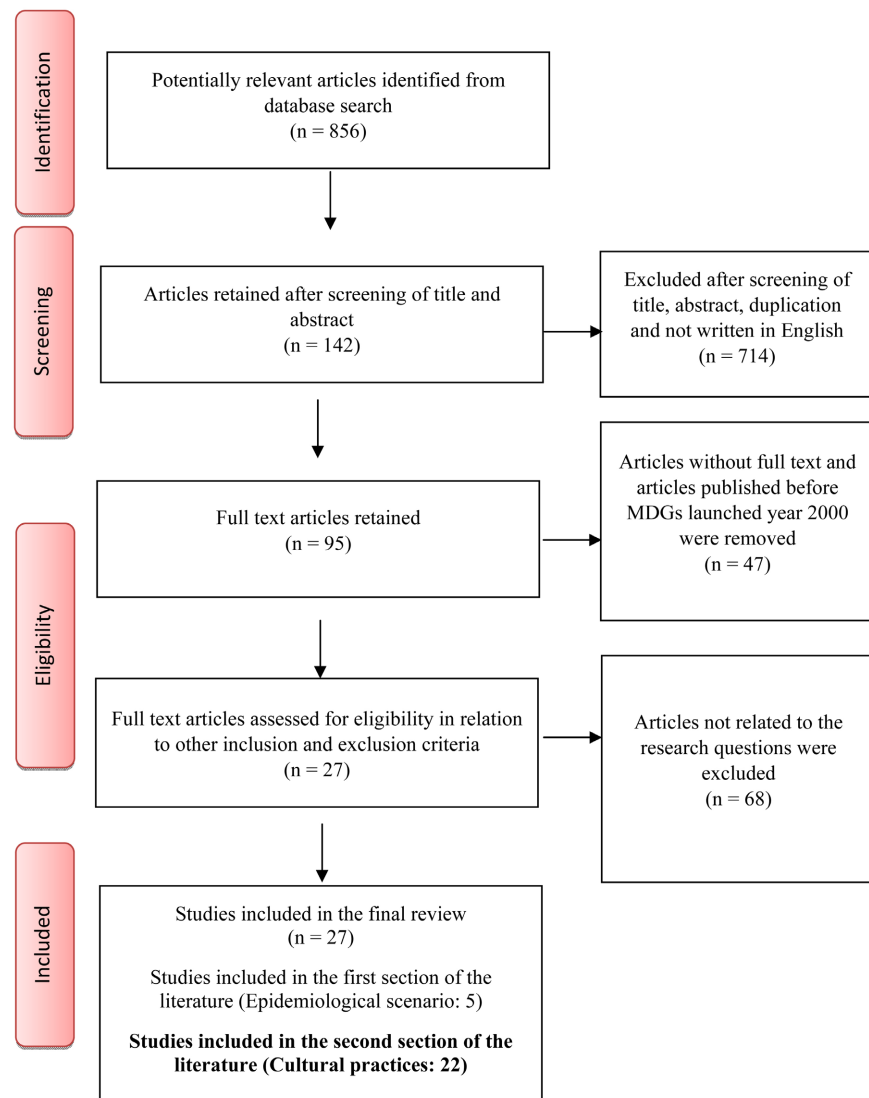 Identification
Potentially relevant articles identified from
database search
(n = 856)
Screening
Articles retained after screening of title and
abstract
(n = 142)
Excluded after screening of
title, abstract, duplication
and not written in English
(n = 714)
Eligibility
Full text articles retained
(n = 95)
Articles without full text and
articles published before
MDGs launched year 2000
were removed
(n = 47)
Full text articles assessed for eligibility in relation
to other inclusion and exclusion criteria
(n = 27)
Articles not related to the
research questions were
excluded
(n = 68)
Included
Studies included in the final review
(n = 27)
Studies included in the first section of the
literature (Epidemiological scenario: 5)
Studies included in the second section of the
literature (Cultural practices: 22)